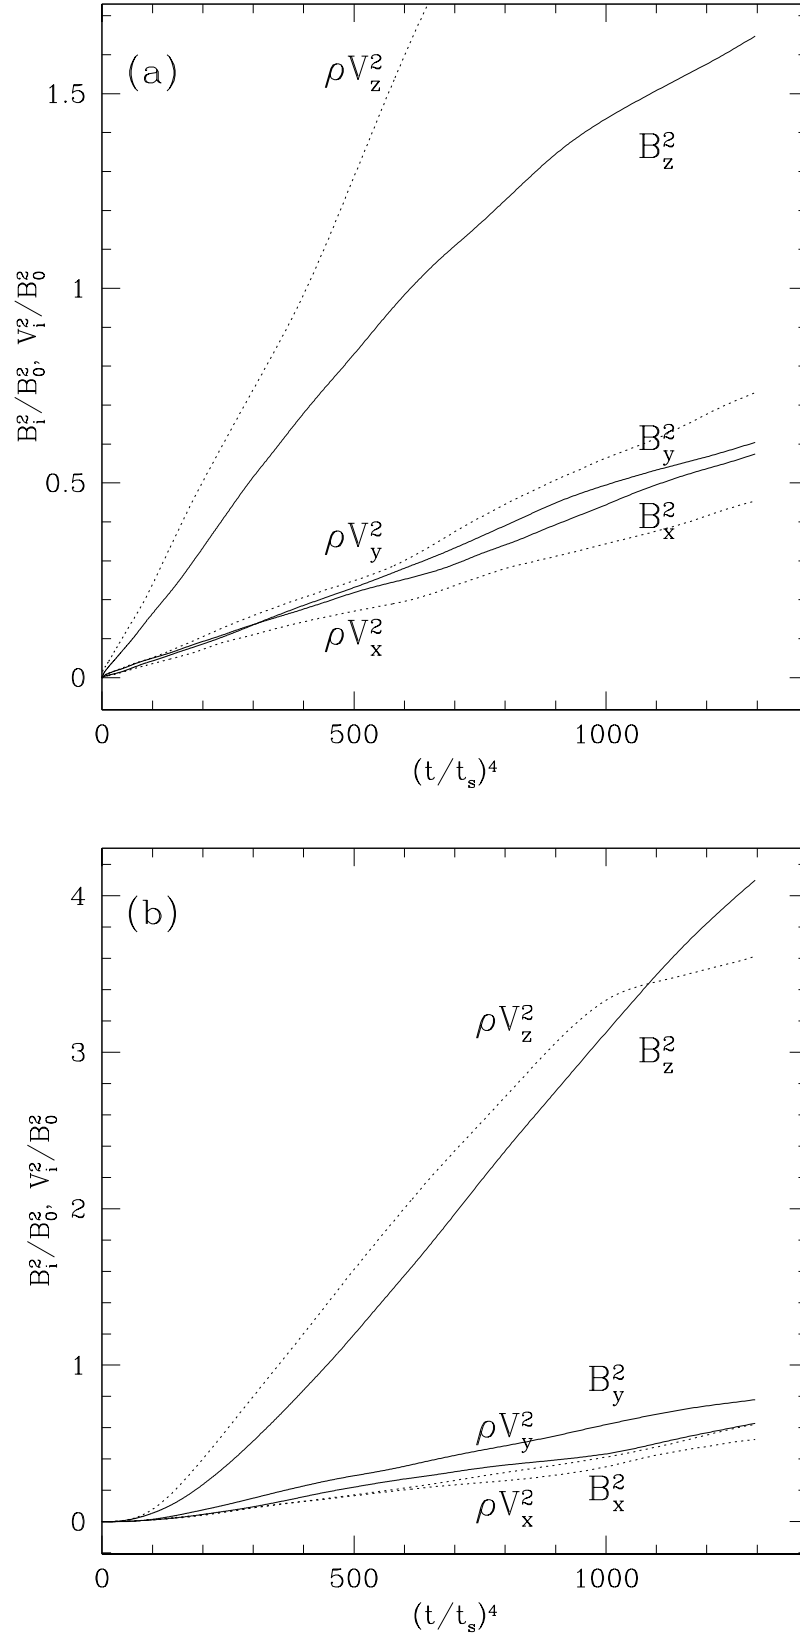 (a)
ρV_z^2
B_z^2
B_y^2
ρV_y^2
B_x^2
ρV_x^2
B_i^2/B_0^2, V_i^2/B_0^2
1.5
1
0.5
0
0 500 1000
(t/t_s)^4
(b)
ρV_z^2
B_z^2
B_y^2
ρV_y^2
B_x^2
ρV_x^2
B_i^2/B_0^2, V_i^2/B_0^2
4
3
2
1
0
0 500 1000
(t/t_s)^4